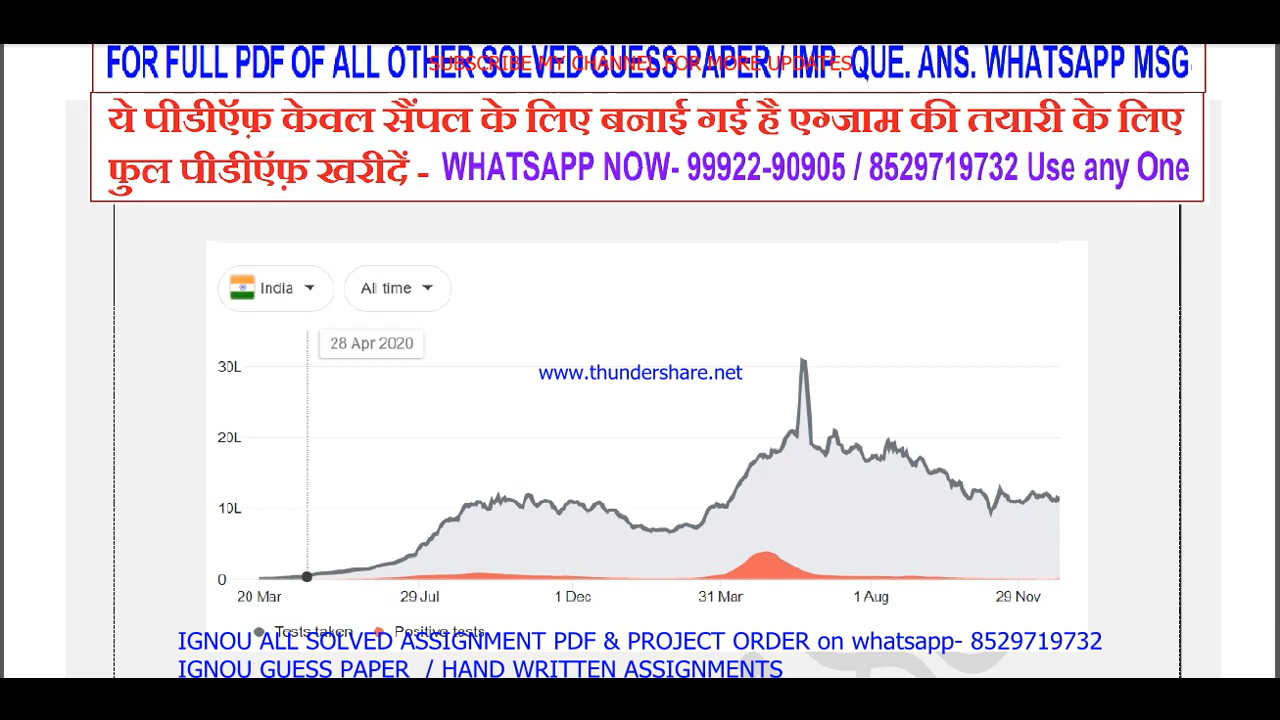 FOR FULL PDF OF ALL OTHER SOLVED GUESS PAPER / IMP. QUE. ANS. WHATSAPP MSG
SUBSCRIBE MY CHANNEL FOR MORE UPDATES
ये पीडीऍफ़ केवल सैंपल के लिए बनाई गई है एग्जाम की तयारी के लिए
फुल पीडीऍफ़ खरीदें - WHATSAPP NOW- 99922-90905 / 8529719732 Use any One
India All time
28 Apr 2020
30L
www.thundershare.net
20L
10L
0
20 Mar 29 Jul 1 Dec 31 Mar 1 Aug 29 Nov
Tests taken Positive tests
IGNOU ALL SOLVED ASSIGNMENT PDF & PROJECT ORDER on whatsapp- 8529719732
IGNOU GUESS PAPER / HAND WRITTEN ASSIGNMENTS